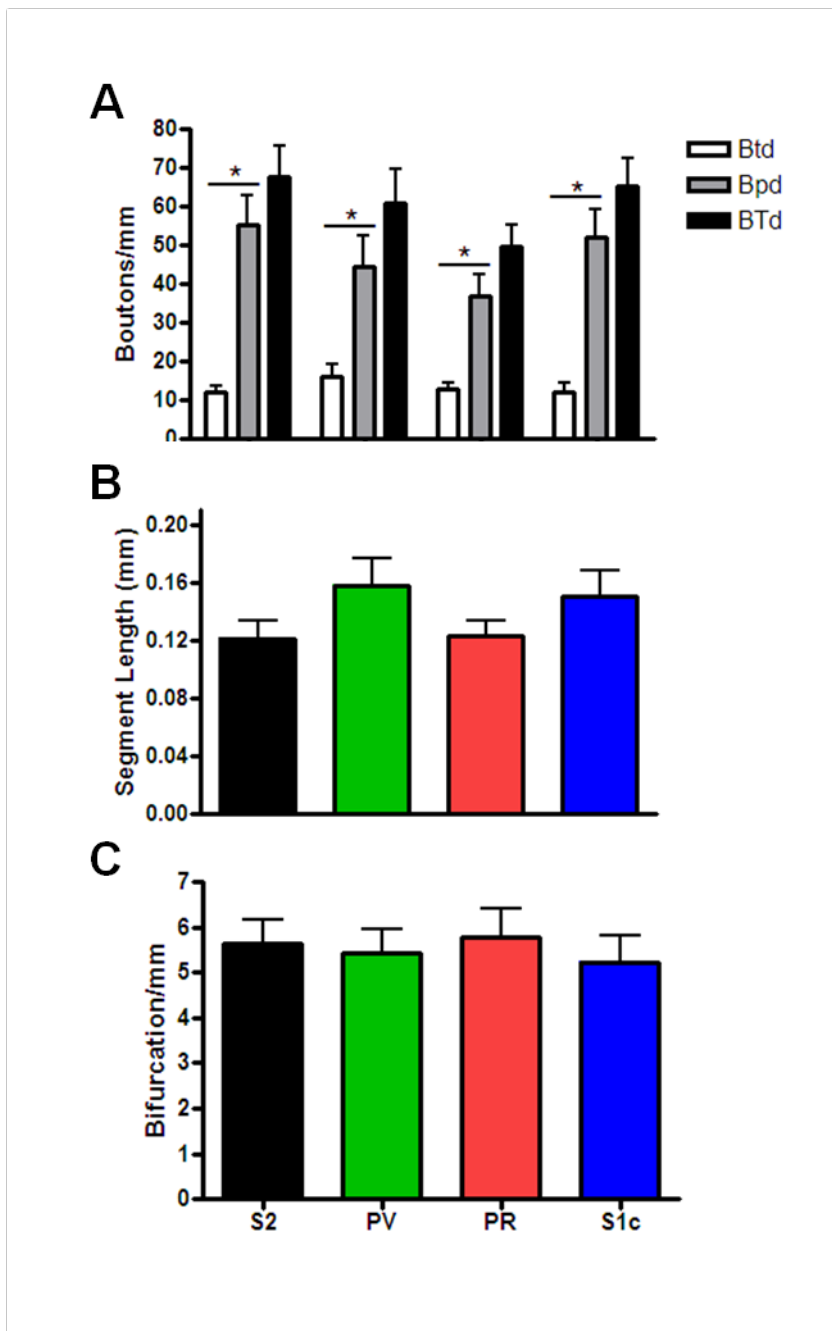 A
80
70
60
50
40
30
20
10
0
Boutons/mm
* * * *
Btd
Bpd
BTd
B
0.20
0.16
0.12
0.08
0.04
0.00
Segment Length (mm)
C
7
6
5
4
3
2
1
0
Bifurcation/mm
S2 PV PR S1c